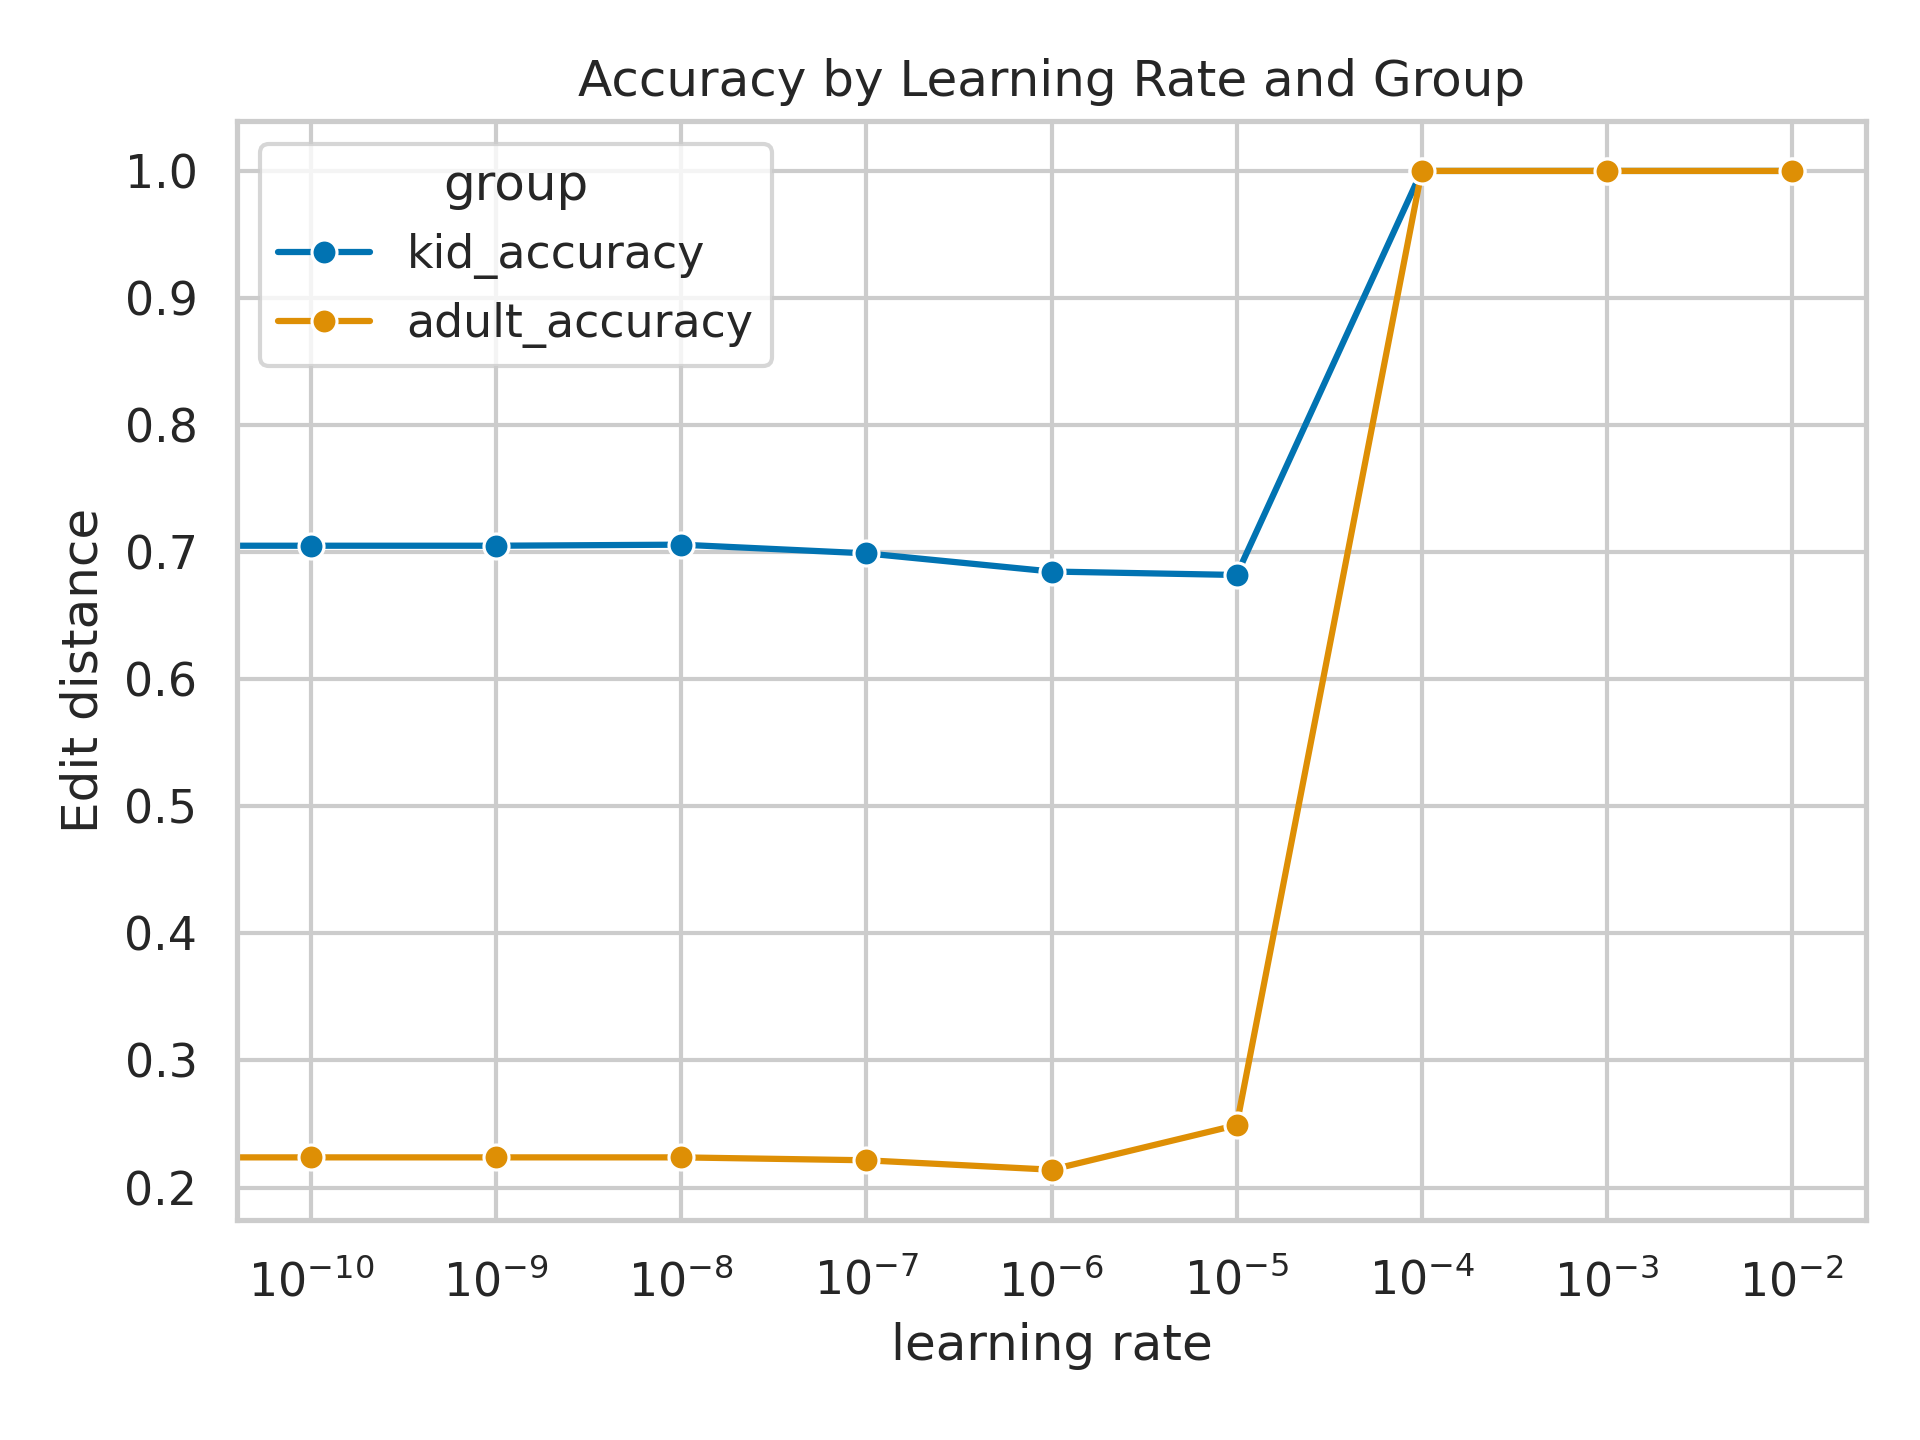 Accuracy by Learning Rate and Group
group
kid_accuracy
adult_accuracy
1.0
0.9
0.8
0.7
0.6
0.5
0.4
0.3
0.2
Edit distance
10⁻¹⁰ 10⁻⁹ 10⁻⁸ 10⁻⁷ 10⁻⁶ 10⁻⁵ 10⁻⁴ 10⁻³ 10⁻²
learning rate